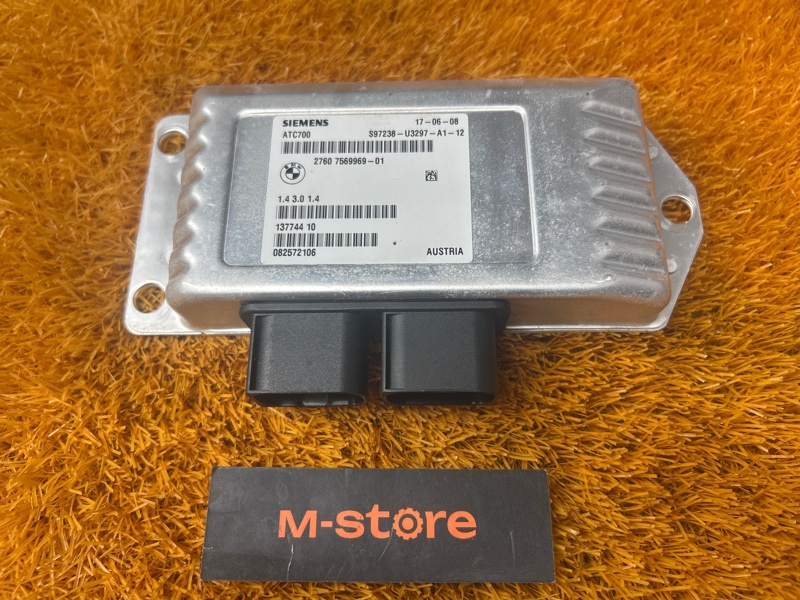 SIEMENS 17-06-08
ATC700 S97238-U3297-A1-12
2760 7569969-01
1.4 3.0 1.4
137744 10
082572106 AUSTRIA
M-store